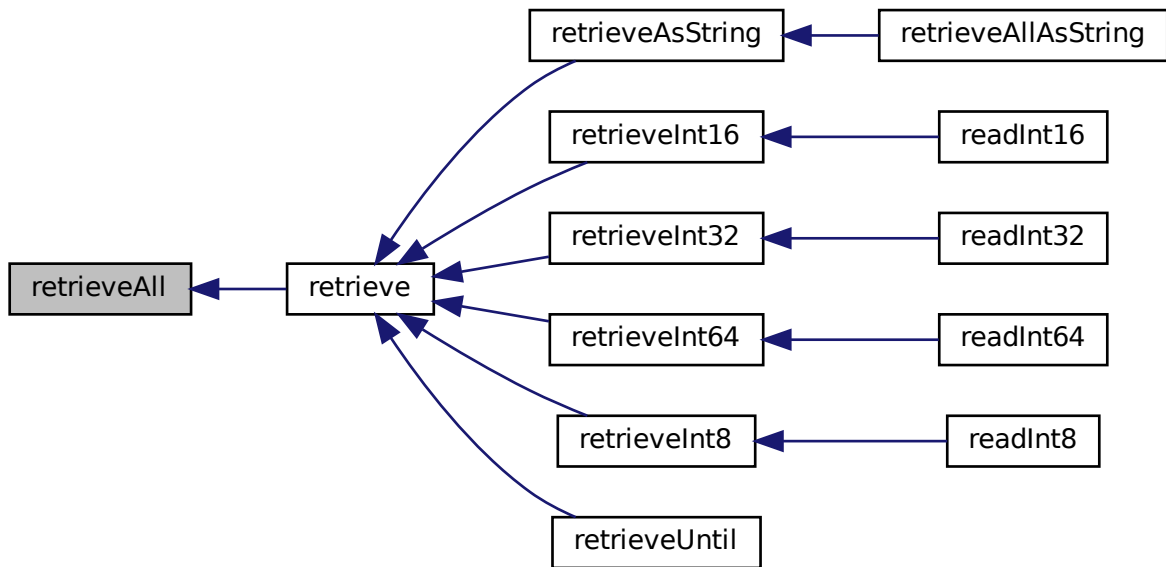 retrieveAsString
retrieveAllAsString
retrieveInt16
readInt16
retrieveInt32
readInt32
retrieveAll
retrieve
retrieveInt64
readInt64
retrieveInt8
readInt8
retrieveUntil